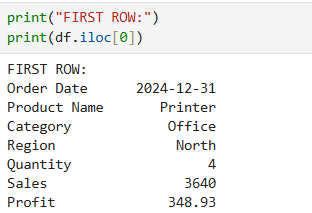 print("FIRST ROW:")
print(df.iloc[0])
FIRST ROW:
Order Date      2024-12-31
Product Name       Printer
Category            Office
Region               North
Quantity                 4
Sales                 3640
Profit              348.93